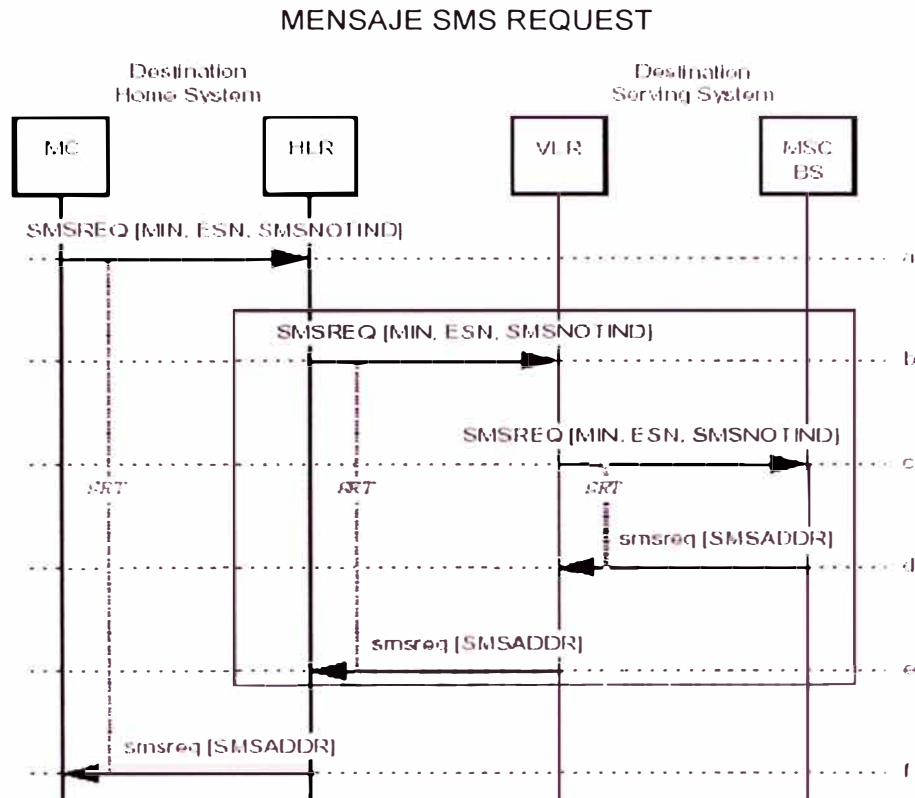 MENSAJE SMS REQUEST
Destination
Home System
Destination
Serving System
MC
HLR
VLR
MSC
BS
SMSREQ [MIN, ESN, SMSNOTIND]
a
SMSREQ [MIN, ESN, SMSNOTIND]
b
SMSREQ [MIN, ESN, SMSNOTIND]
c
SRT
SRT
SRT
smsreq [SMSADDR]
d
smsreq [SMSADDR]
e
smsreq [SMSADDR]
f